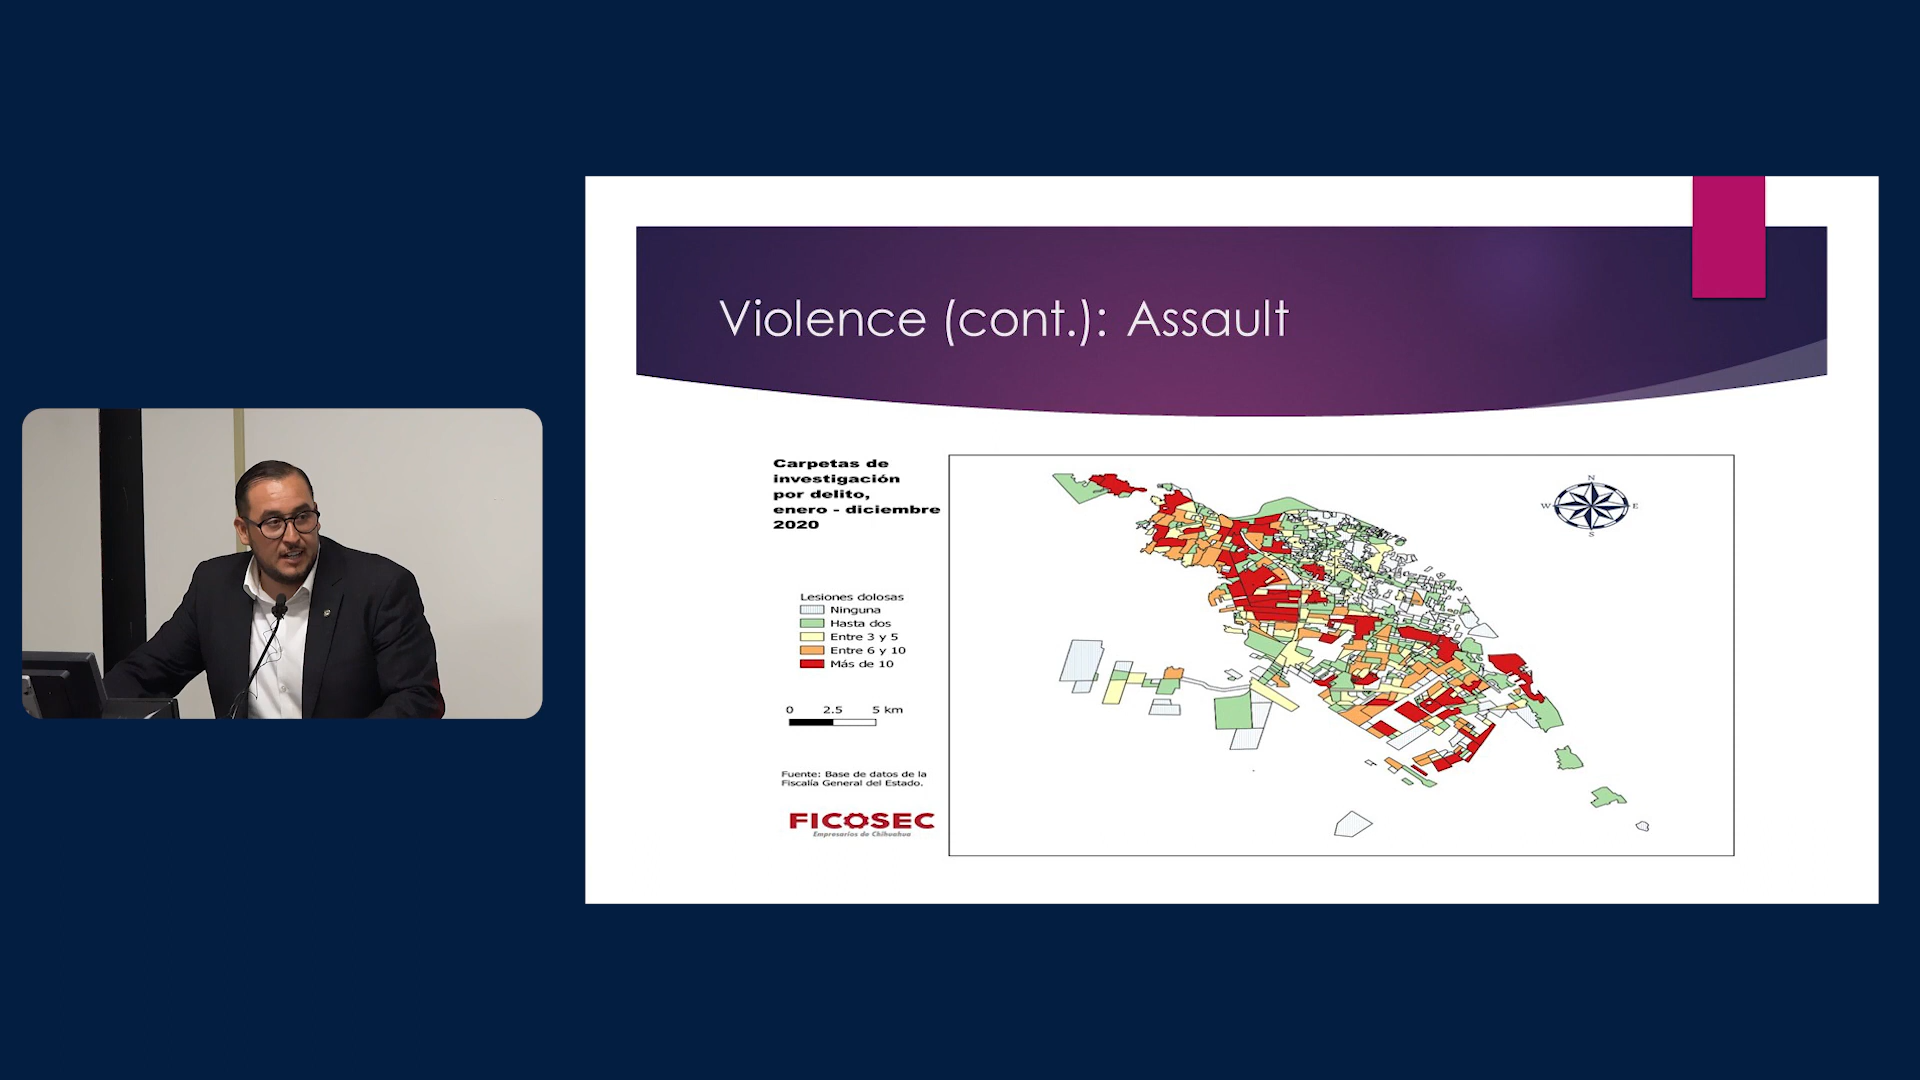 Violence (cont.): Assault
Carpetas de
investigación
por delito,
enero - diciembre
2020
Lesiones dolosas
Ninguna
Hasta dos
Entre 3 y 5
Entre 6 y 10
Más de 10
0 2.5 5 km
Fuente: Base de datos de la
Fiscalía General del Estado.
FICOSEC
Empresarios de Chihuahua
N
W E
S